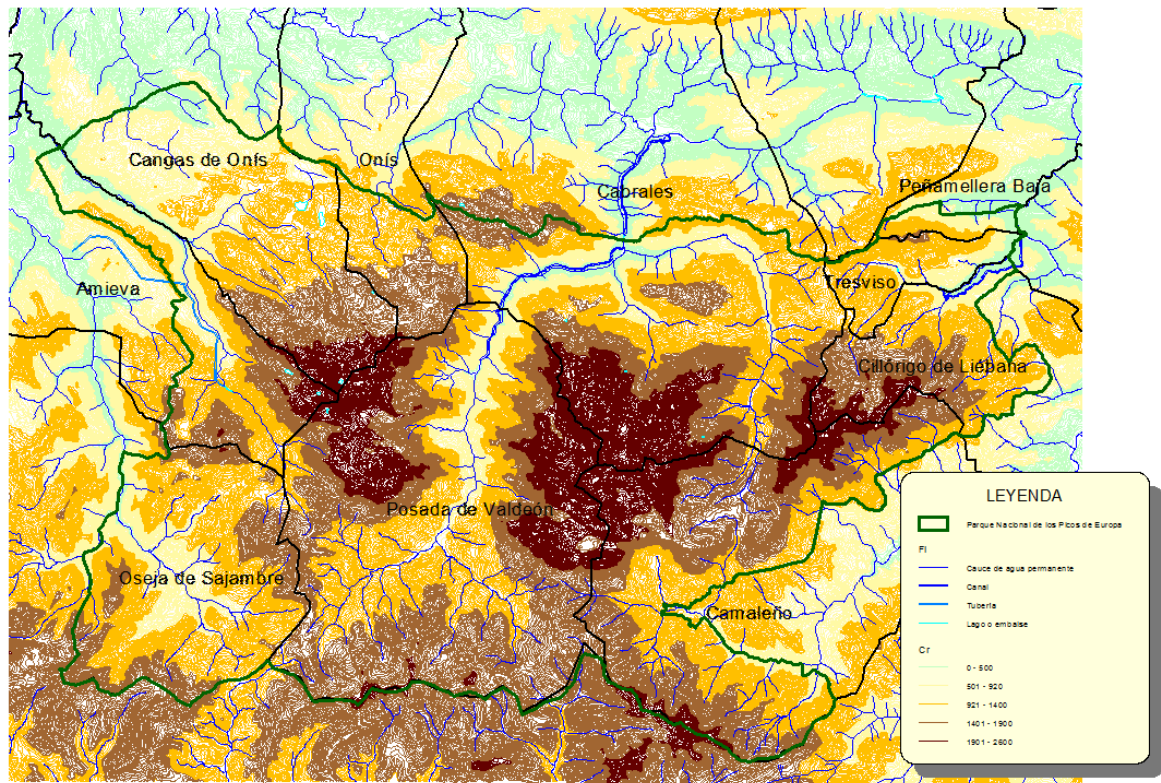 Cangas de Onís
Onís
Cabrales
Peñamellera Baja
Amieva
Tresviso
Cillórigo de Liébana
Posada de Valdeón
Oseja de Sajambre
Camaleño
LEYENDA
Parque Nacional de los Picos de Europa
Fl
Cauce de agua permanente
Canal
Tubería
Lago o embalse
Cr
0 - 500
501 - 920
921 - 1400
1401 - 1900
1901 - 2600